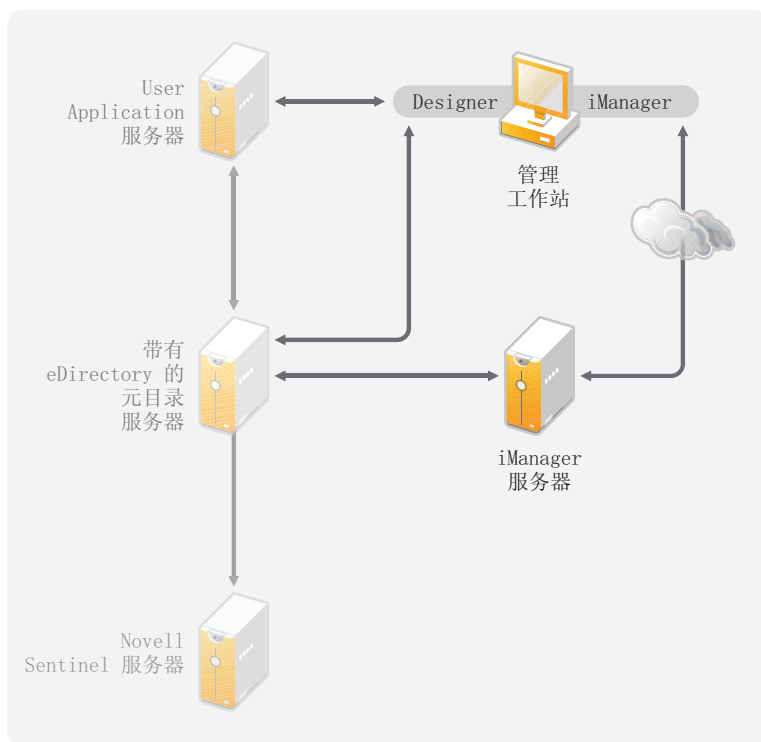 User
Application
服务器
Designer
iManager
管理
工作站
带有
eDirectory 的
元目录
服务器
iManager
服务器
Novell
Sentinel 服务器